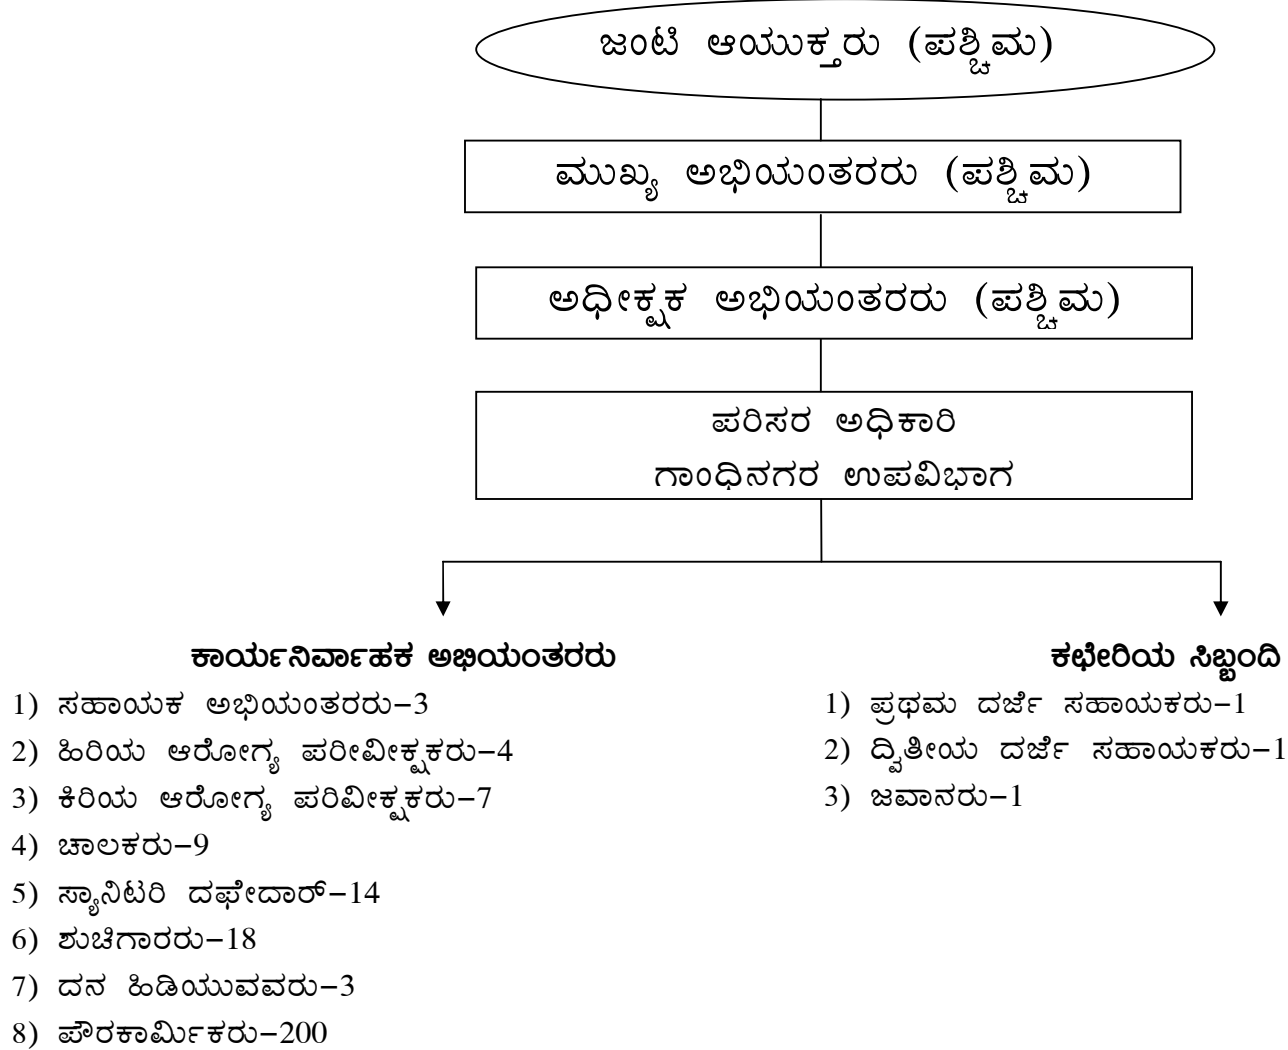 ಜಂಟಿ ಆಯುಕ್ತರು (ಪಶ್ಚಿಮ)
ಮುಖ್ಯ ಅಭಿಯಂತರರು (ಪಶ್ಚಿಮ)
ಅಧೀಕ್ಷಕ ಅಭಿಯಂತರರು (ಪಶ್ಚಿಮ)
ಪರಿಸರ ಅಧಿಕಾರಿ
ಗಾಂಧಿನಗರ ಉಪವಿಭಾಗ
ಕಾರ್ಯನಿರ್ವಾಹಕ ಅಭಿಯಂತರರು
1) ಸಹಾಯಕ ಅಭಿಯಂತರರು–3
2) ಹಿರಿಯ ಆರೋಗ್ಯ ಪರೀವೀಕ್ಷಕರು–4
3) ಕಿರಿಯ ಆರೋಗ್ಯ ಪರಿವೀಕ್ಷಕರು–7
4) ಚಾಲಕರು–9
5) ಸ್ಯಾನಿಟರಿ ದಫೇದಾರ್–14
6) ಶುಚಿಗಾರರು–18
7) ದನ ಹಿಡಿಯುವವರು–3
8) ಪೌರಕಾರ್ಮಿಕರು–200
ಕಛೇರಿಯ ಸಿಬ್ಬಂದಿ
1) ಪ್ರಥಮ ದರ್ಜೆ ಸಹಾಯಕರು–1
2) ದ್ವಿತೀಯ ದರ್ಜೆ ಸಹಾಯಕರು–1
3) ಜವಾನರು–1